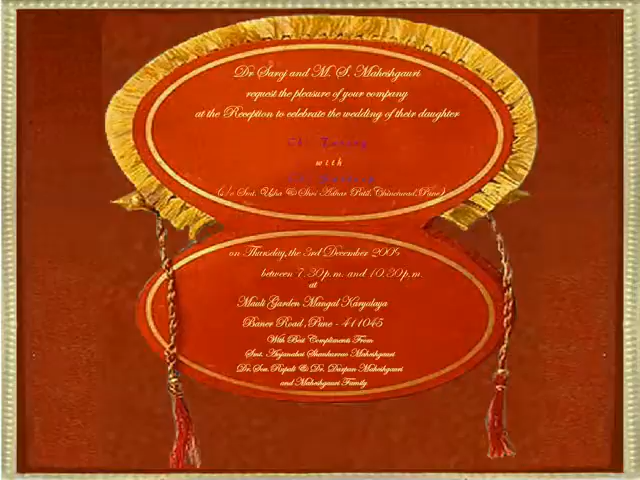 Dr Saroj and M. S. Maheshgauri
request the pleasure of your company
at the Reception to celebrate the wedding of their daughter
with
(s/o Smt. Usha & Shri Adhar Patil, Chinchwad, Pune)
on Thursday, the 3rd December 2009
between 7.30p.m. and 10.30p.m.
at
Mauli Garden Mangal Karyalaya
Baner Road, Pune - 411045
With Best Compliments From
Smt. Shankarrao Maheshgauri
Dr. Sou. Rupali & Dr. Deepan Maheshgauri
and Maheshgauri Family